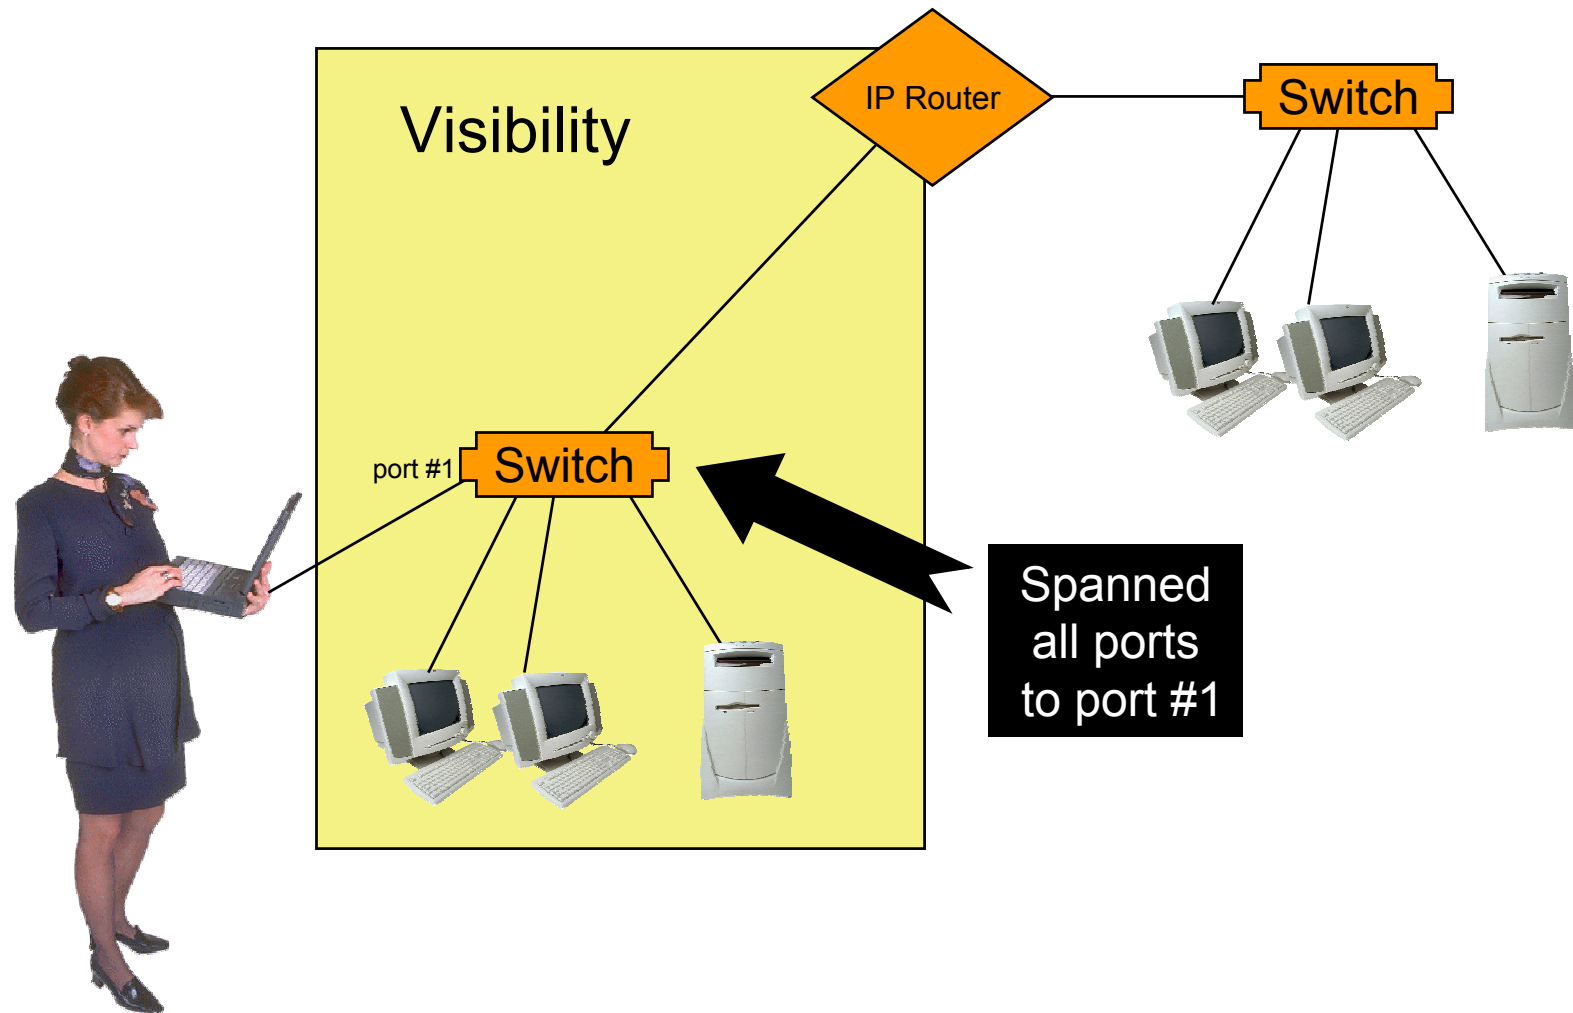 IP Router
Switch
Visibility
port #1
Switch
Spanned
all ports
to port #1